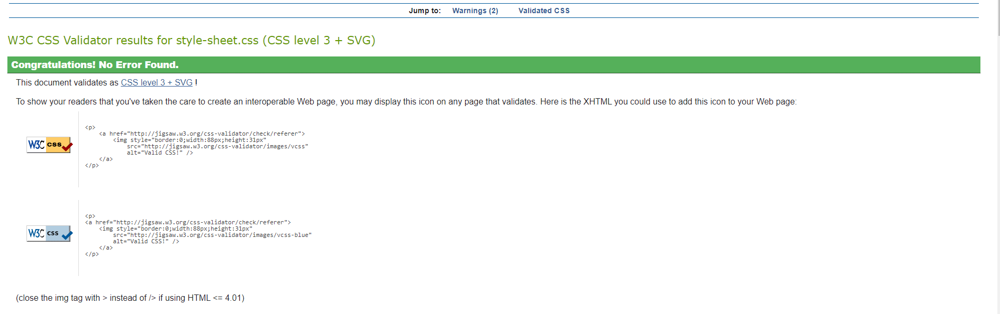 Jump to: Warnings (2) Validated CSS
W3C CSS Validator results for style-sheet.css (CSS level 3 + SVG)
Congratulations! No Error Found.
This document validates as CSS level 3 + SVG !
To show your readers that you've taken the care to create an interoperable Web page, you may display this icon on any page that validates. Here is the XHTML you could use to add this icon to your Web page:
W3C css
<p>
<a href="http://jigsaw.w3.org/css-validator/check/referer">
<img style="border:0;width:88px;height:31px"
src="http://jigsaw.w3.org/css-validator/images/vcss"
alt="Valid CSS!" />
</a>
</p>
W3C css
<p>
<a href="http://jigsaw.w3.org/css-validator/check/referer">
<img style="border:0;width:88px;height:31px"
src="http://jigsaw.w3.org/css-validator/images/vcss-blue"
alt="Valid CSS!" />
</a>
</p>
(close the img tag with > instead of /> if using HTML <= 4.01)